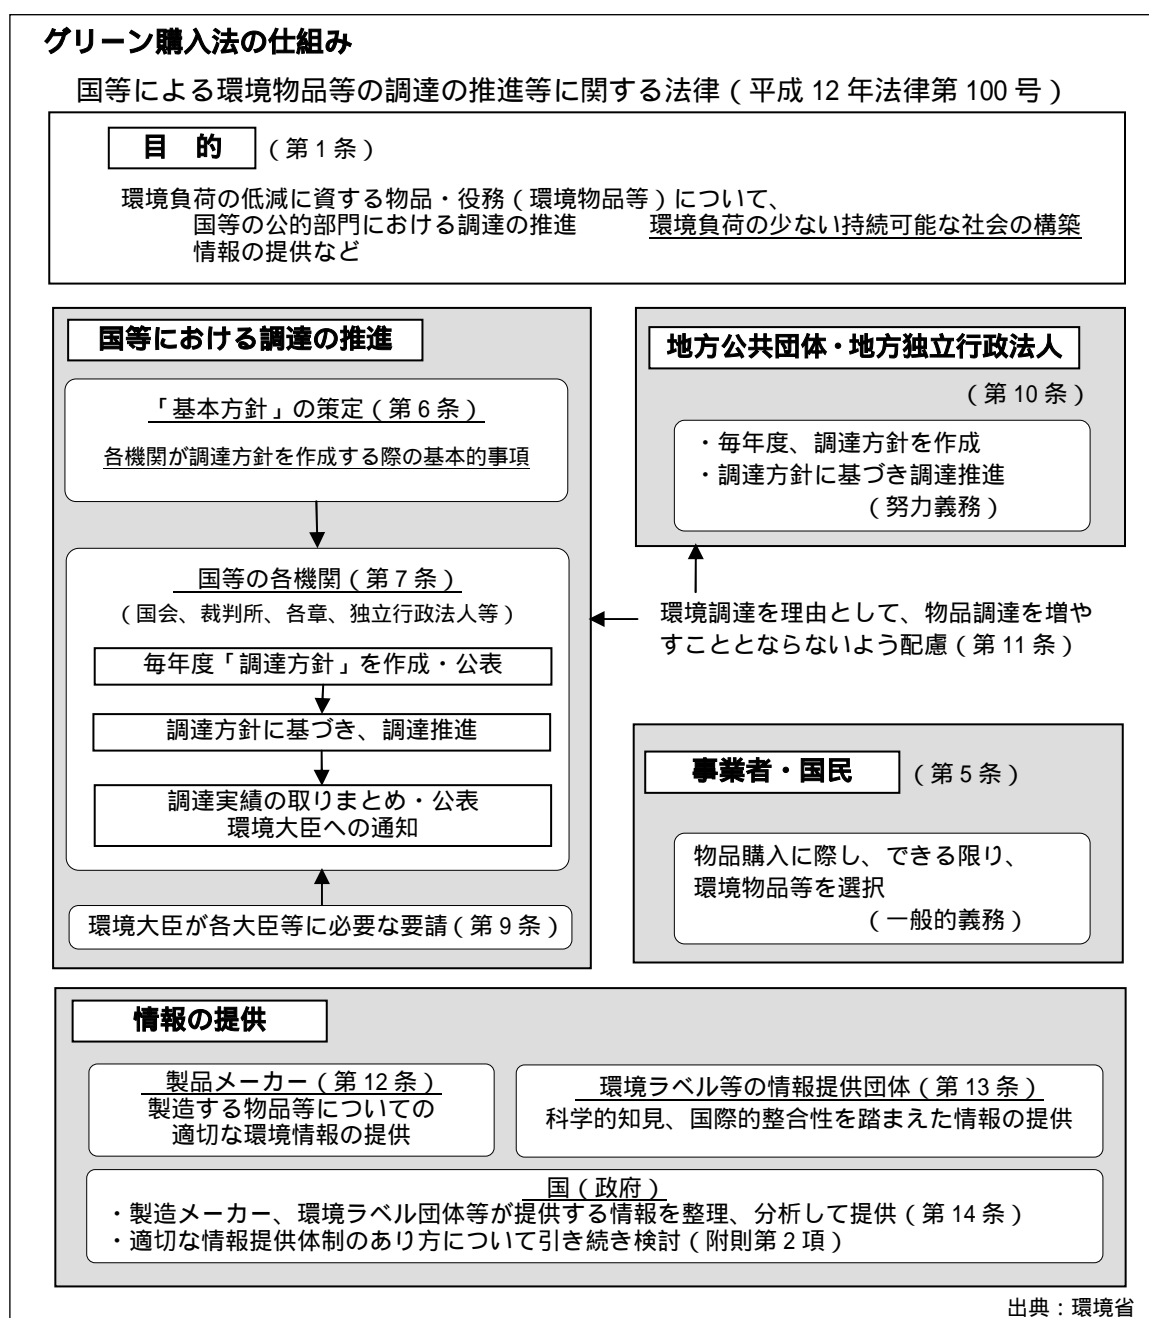 グリーン購入法の仕組み
国等による環境物品等の調達の推進等に関する法律(平成 12 年法律第 100 号)
目 的 (第1条)
環境負荷の低減に資する物品・役務(環境物品等)について、
国等の公的部門における調達の推進 環境負荷の少ない持続可能な社会の構築
情報の提供など
国等における調達の推進
「基本方針」の策定(第6条)
各機関が調達方針を作成する際の基本的事項
国等の各機関(第7条)
(国会、裁判所、各章、独立行政法人等)
毎年度「調達方針」を作成・公表
調達方針に基づき、調達推進
調達実績の取りまとめ・公表
環境大臣への通知
環境大臣が各大臣等に必要な要請(第9条)
地方公共団体・地方独立行政法人
(第 10 条)
・毎年度、調達方針を作成
・調達方針に基づき調達推進
(努力義務)
環境調達を理由として、物品調達を増や
すこととならないよう配慮(第 11 条)
事業者・国民 (第5条)
物品購入に際し、できる限り、
環境物品等を選択
(一般的義務)
情報の提供
製品メーカー(第 12 条)
製造する物品等についての
適切な環境情報の提供
環境ラベル等の情報提供団体(第 13 条)
科学的知見、国際的整合性を踏まえた情報の提供
国(政府)
・製造メーカー、環境ラベル団体等が提供する情報を整理、分析して提供(第 14 条)
・適切な情報提供体制のあり方について引き続き検討(附則第2項)
出典:環境省